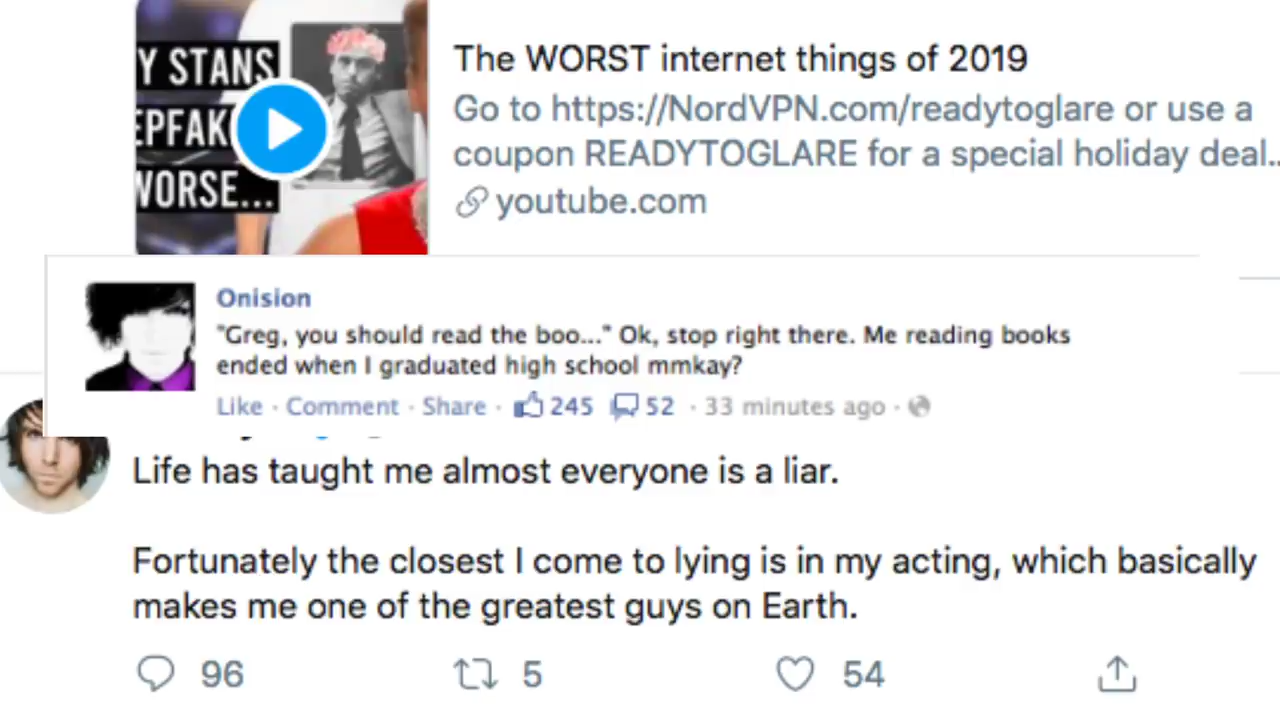 Y STANS
EPFAK
WORSE...
The WORST internet things of 2019
Go to https://NordVPN.com/readytoglare or use a
coupon READYTOGLARE for a special holiday deal..
youtube.com
Onision
"Greg, you should read the boo..." Ok, stop right there. Me reading books
ended when I graduated high school mmkay?
Like · Comment · Share · 245 52 · 33 minutes ago ·
Life has taught me almost everyone is a liar.
Fortunately the closest I come to lying is in my acting, which basically
makes me one of the greatest guys on Earth.
96 5 54